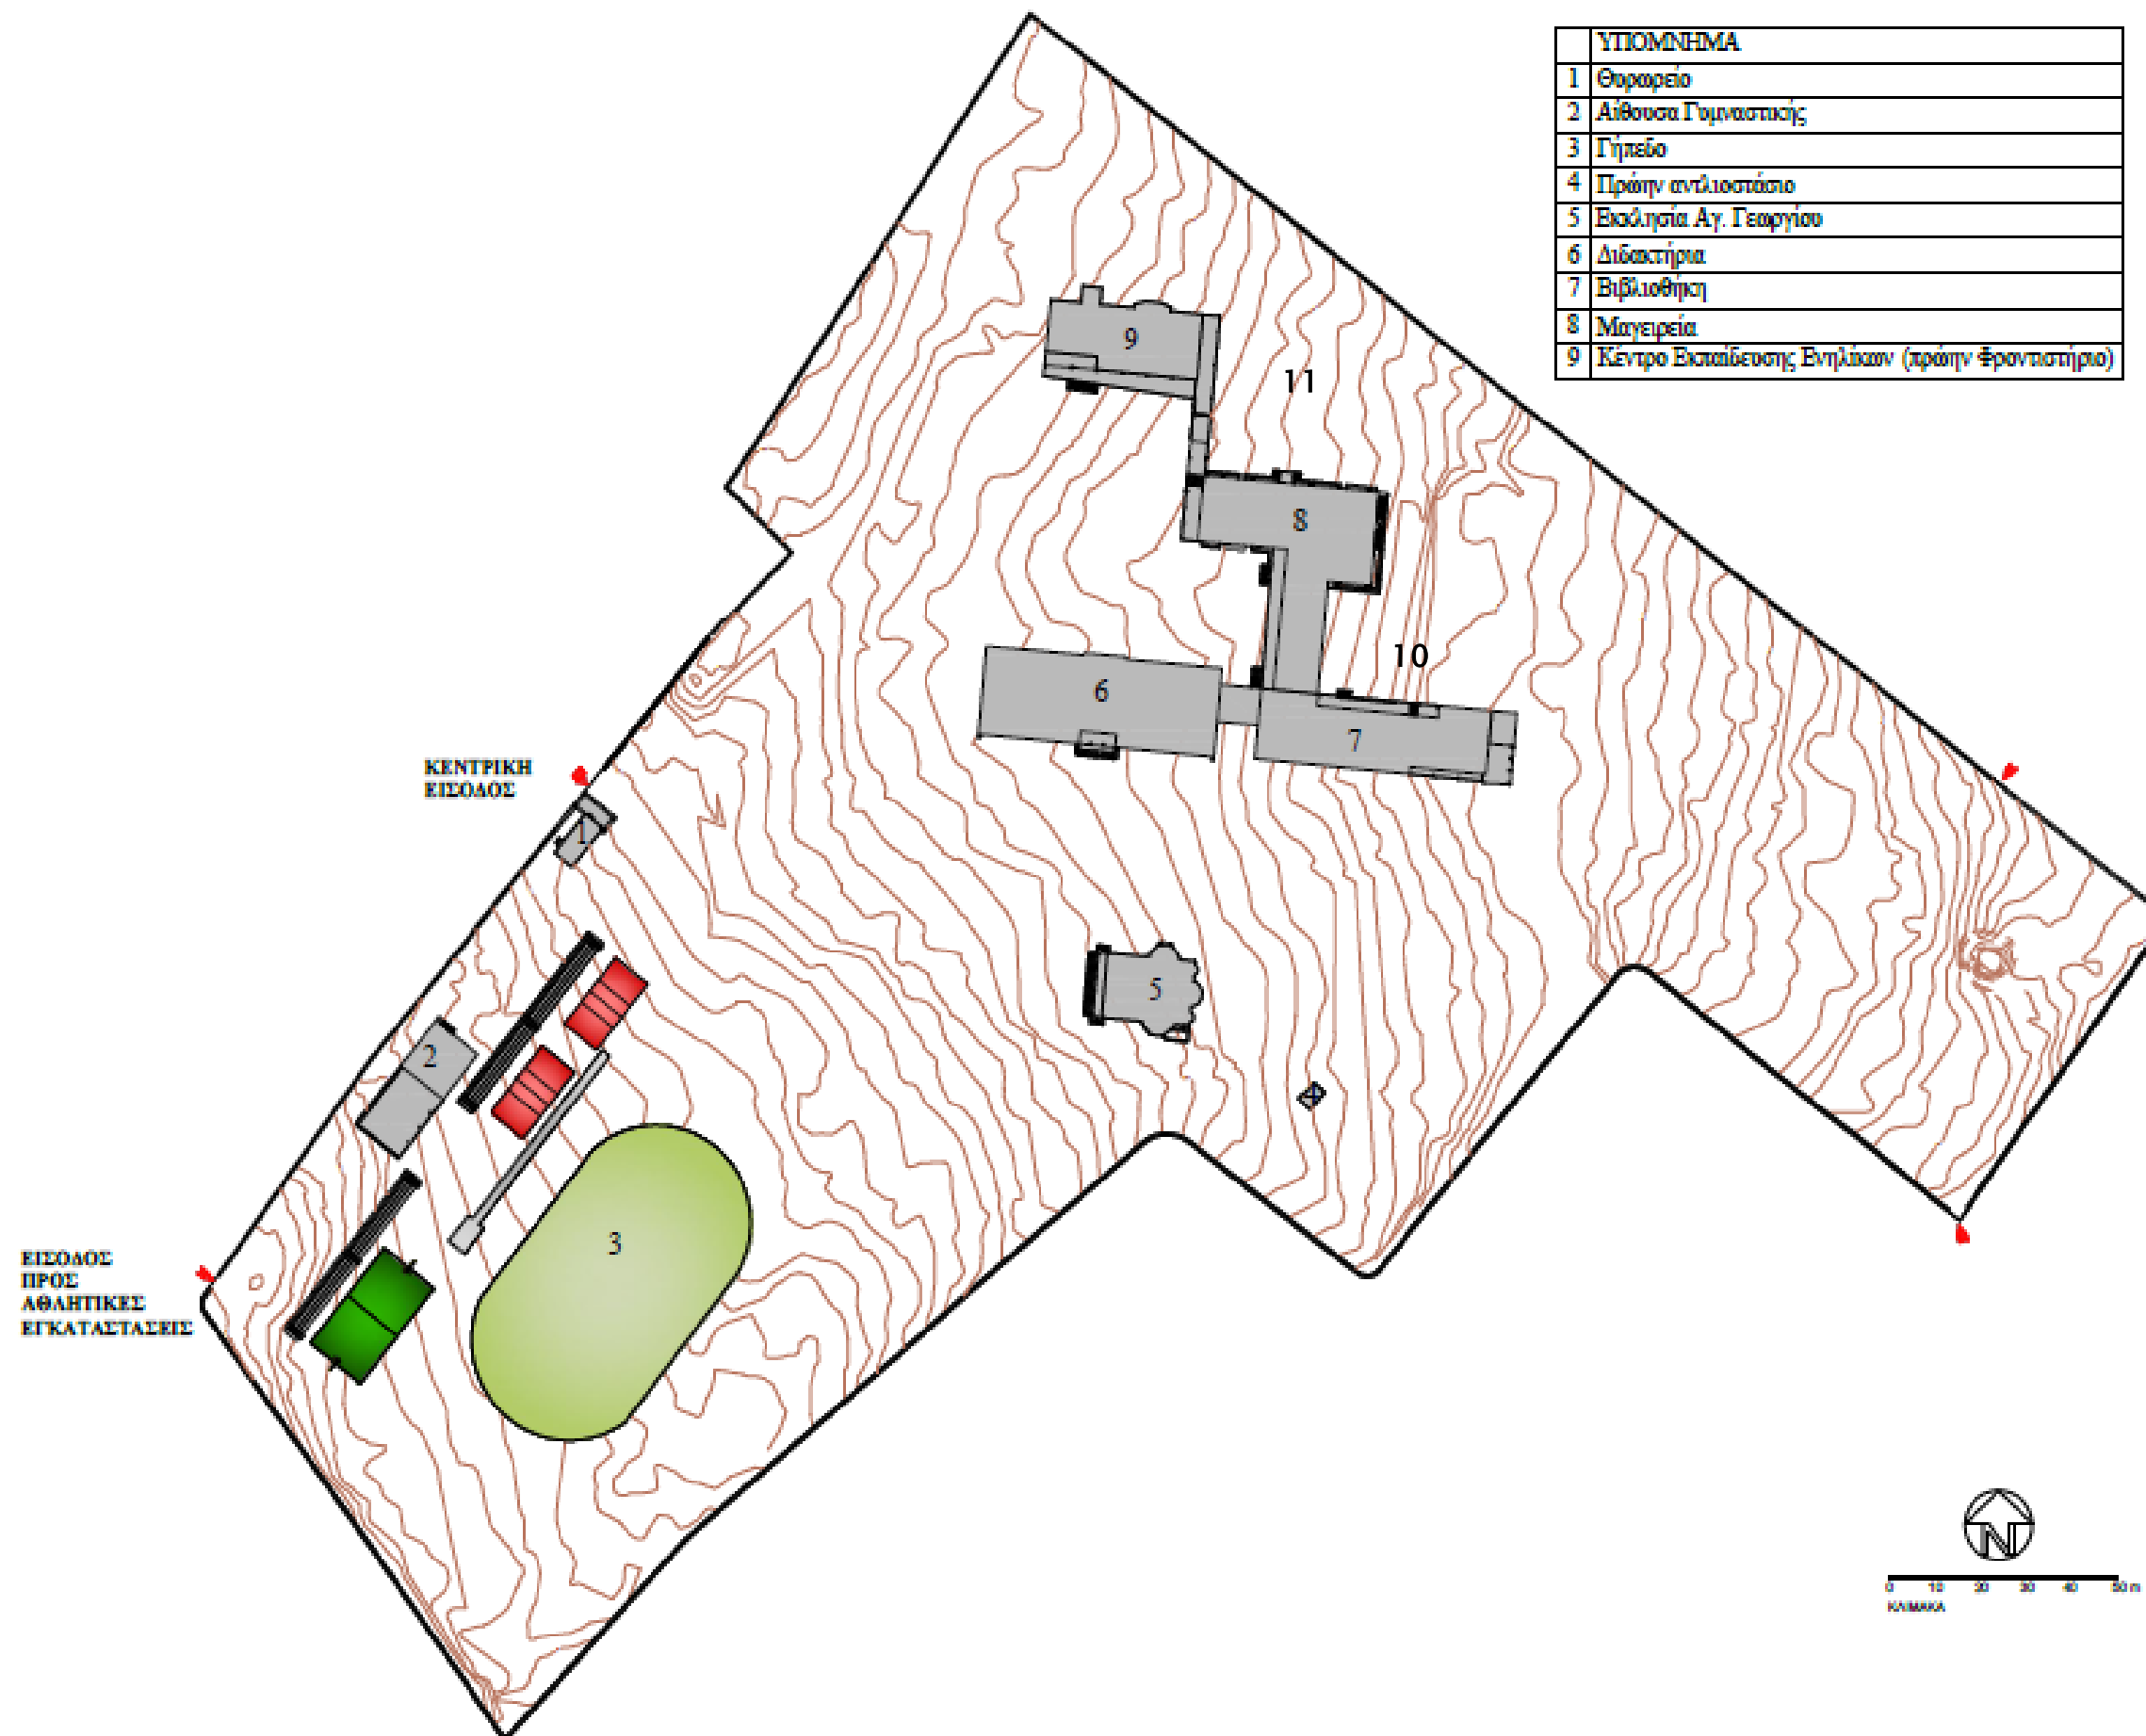 ΥΠΟΜΝΗΜΑ
1 Θυρωρείο
2 Αίθουσα Γυμναστικής
3 Γήπεδο
4 Πρώην αντλιοστάσιο
5 Εκκλησία Αγ. Γεωργίου
6 Διδακτήρια
7 Βιβλιοθήκη
8 Μαγειρεία
9 Κέντρο Εκπαίδευσης Ενηλίκων (πρώην Φροντιστήριο)
9
11
8
10
6
7
ΚΕΝΤΡΙΚΗ
ΕΙΣΟΔΟΣ
1
5
2
3
ΕΙΣΟΔΟΣ
ΠΡΟΣ
ΑΘΛΗΤΙΚΕΣ
ΕΓΚΑΤΑΣΤΑΣΕΙΣ
N
0 10 20 30 40 50 m
ΚΛΙΜΑΚΑ